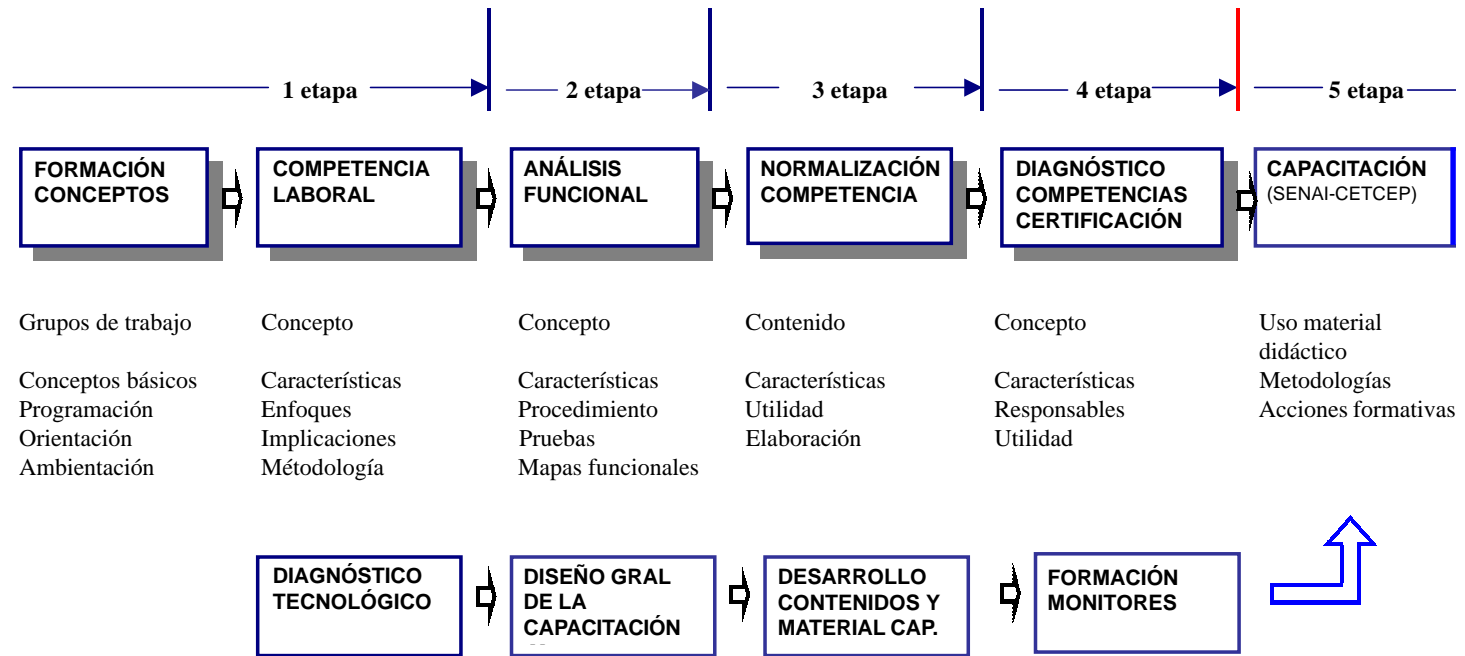 1 etapa
2 etapa
3 etapa
4 etapa
5 etapa
FORMACIÓN
CONCEPTOS
COMPETENCIA
LABORAL
ANÁLISIS
FUNCIONAL
NORMALIZACIÓN
COMPETENCIA
DIAGNÓSTICO
COMPETENCIAS
CERTIFICACIÓN
CAPACITACIÓN
(SENAI-CETCEP)
Grupos de trabajo
Conceptos básicos
Programación
Orientación
Ambientación
Concepto
Características
Enfoques
Implicaciones
Métodología
Concepto
Características
Procedimiento
Pruebas
Mapas funcionales
Contenido
Características
Utilidad
Elaboración
Concepto
Características
Responsables
Utilidad
Uso material
didáctico
Metodologías
Acciones formativas
DIAGNÓSTICO
TECNOLÓGICO
DISEÑO GRAL
DE LA
CAPACITACIÓN
DESARROLLO
CONTENIDOS Y
MATERIAL CAP.
FORMACIÓN
MONITORES